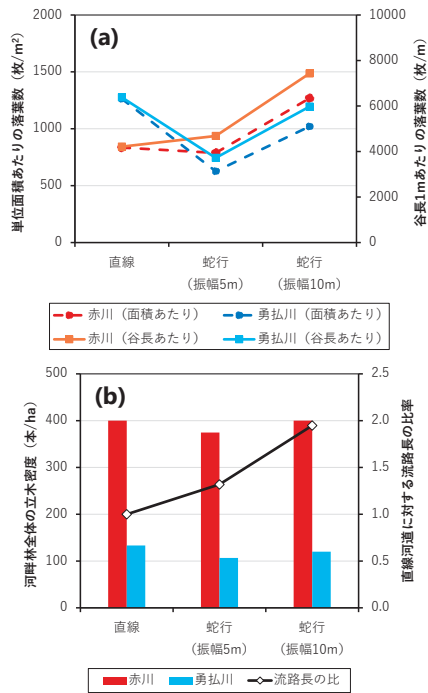 (a)
単位面積あたりの落葉数（枚/m²）
2000
1500
1000
500
0
10000
8000
6000
4000
2000
0
谷長1mあたりの落葉数（枚/m）
直線
蛇行
（振幅5m）
蛇行
（振幅10m）
赤川（面積あたり）
勇払川（面積あたり）
赤川（谷長あたり）
勇払川（谷長あたり）
(b)
河畔林全体の立木密度（本/ha）
500
400
300
200
100
0
2.5
2.0
1.5
1.0
0.5
0.0
直線河道に対する流路長の比率
直線
蛇行
（振幅5m）
蛇行
（振幅10m）
赤川
勇払川
流路長の比